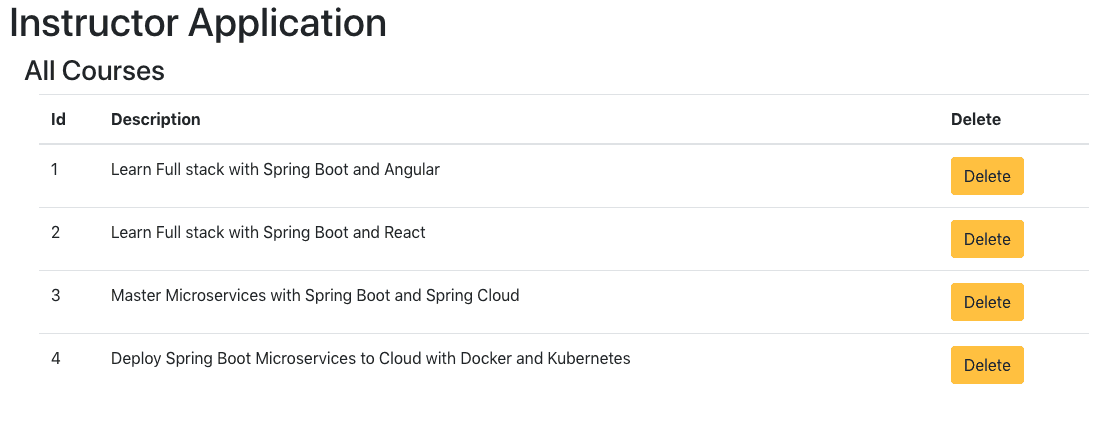 Instructor Application
All Courses
Id Description Delete
1 Learn Full stack with Spring Boot and Angular Delete
2 Learn Full stack with Spring Boot and React Delete
3 Master Microservices with Spring Boot and Spring Cloud Delete
4 Deploy Spring Boot Microservices to Cloud with Docker and Kubernetes Delete